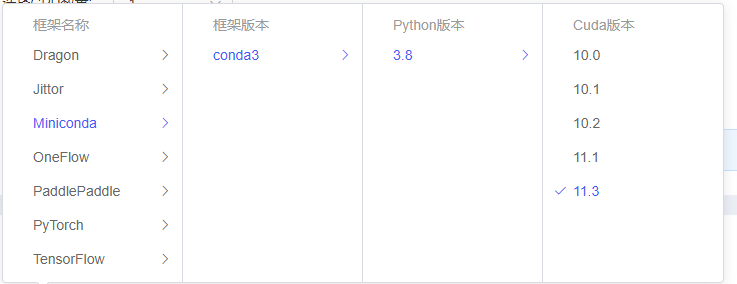 框架名称
Dragon
Jittor
Miniconda
OneFlow
PaddlePaddle
PyTorch
TensorFlow
框架版本
conda3
Python版本
3.8
Cuda版本
10.0
10.1
10.2
11.1
11.3